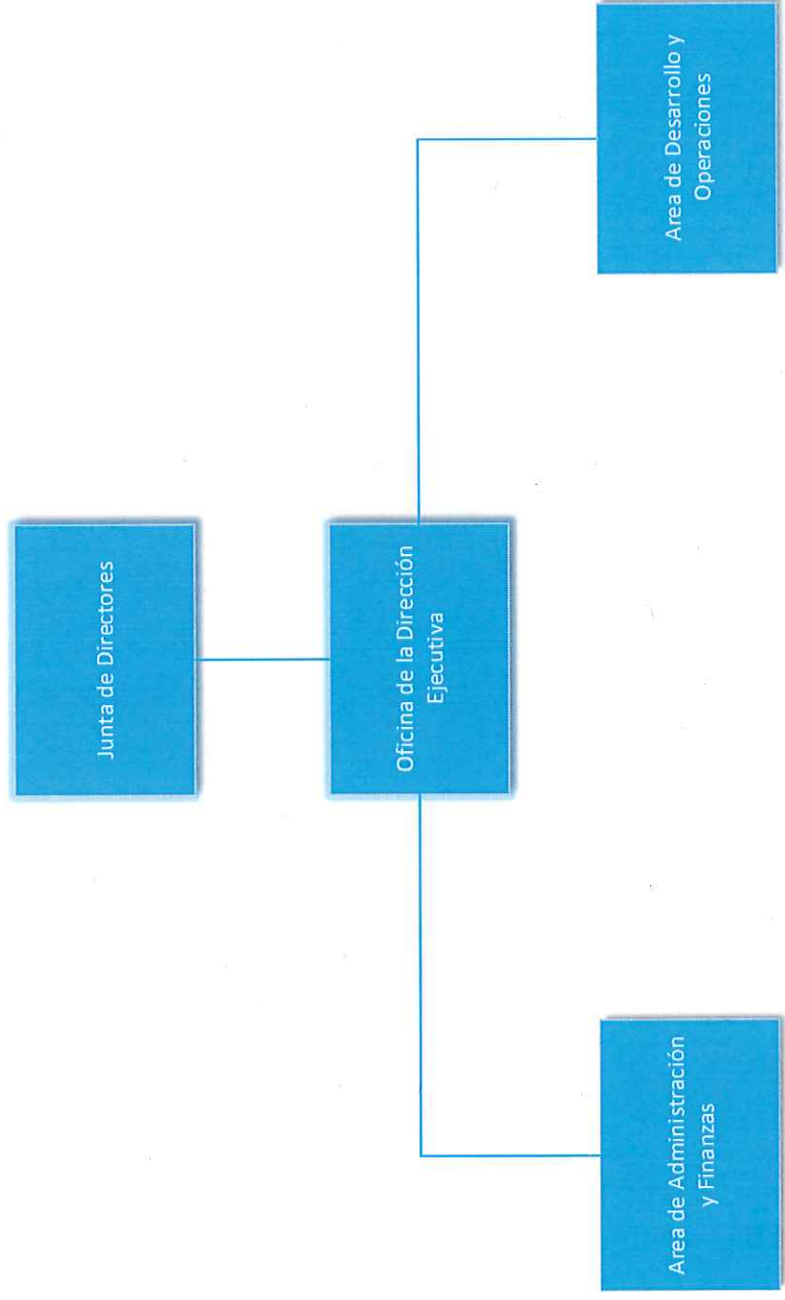 Junta de Directores
Oficina de la Dirección
Ejecutiva
Area de Administración
y Finanzas
Area de Desarrollo y
Operaciones